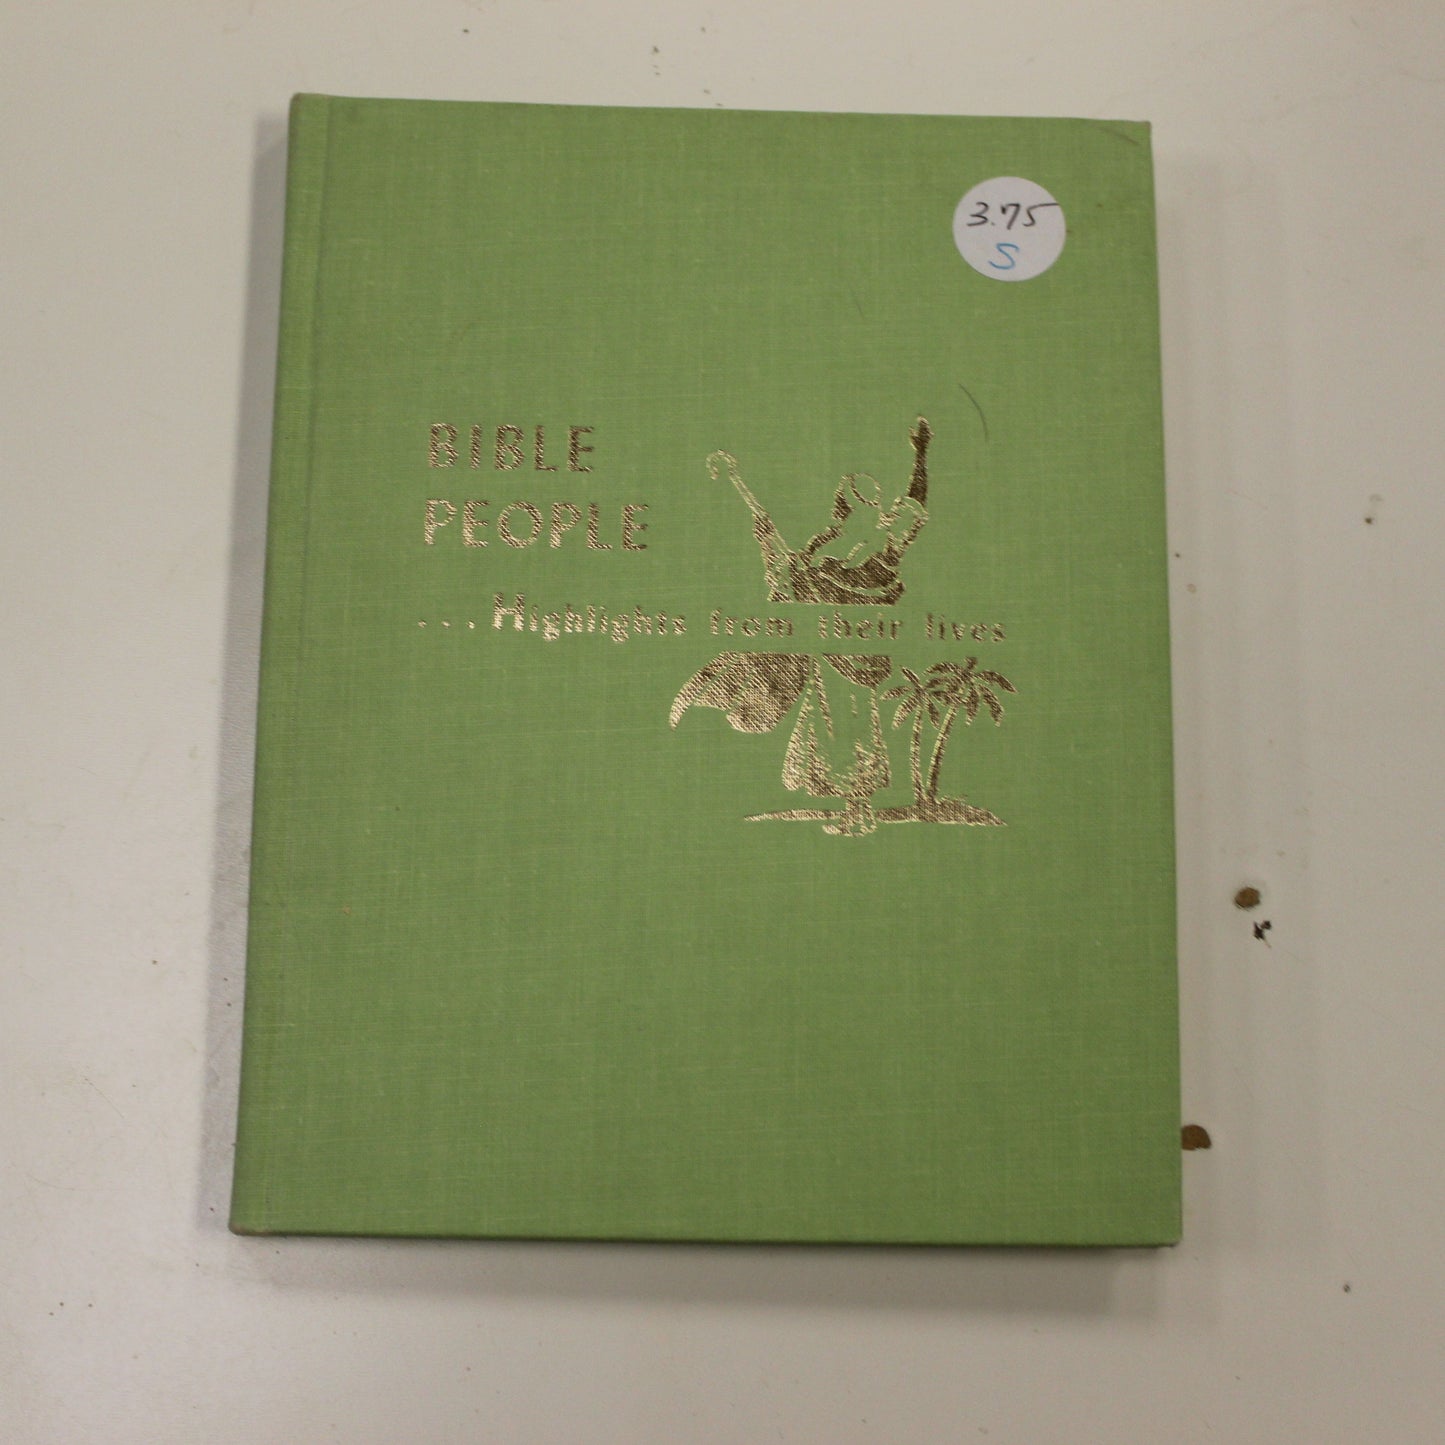 3.75
S
BIBLE
PEOPLE
...Highlights from their lives